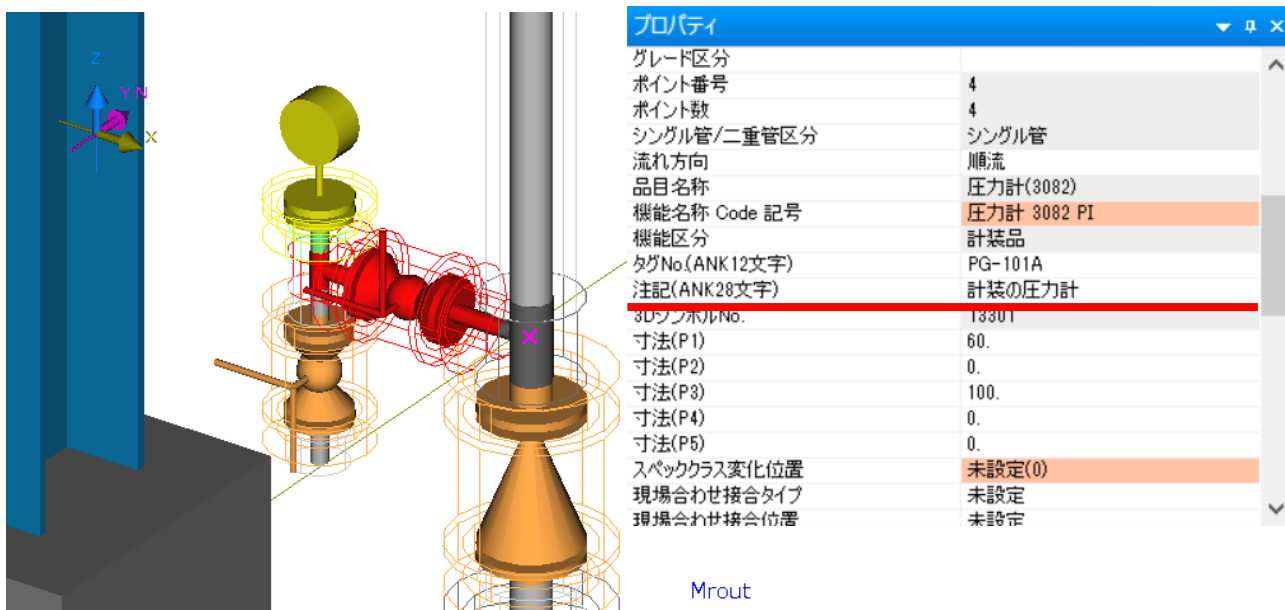 Z
Y N
X
プロパティ
グレード区分
ポイント番号 4
ポイント数 4
シングル管/二重管区分 シングル管
流れ方向 順流
品目名称 圧力計(3082)
機能名称 Code 記号 圧力計 3082 PI
機能区分 計装品
タグNo.(ANK12文字) PG-101A
注記(ANK28文字) 計装の圧力計
3DシンボルNo. 13301
寸法(P1) 60.
寸法(P2) 0.
寸法(P3) 100.
寸法(P4) 0.
寸法(P5) 0.
スペッククラス変化位置 未設定(0)
現場合わせ接合タイプ 未設定
現場合わせ接合位置 未設定
Mrout